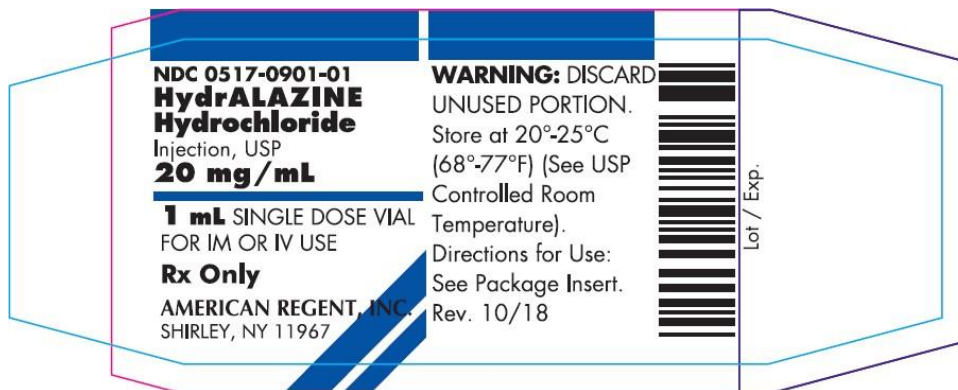 NDC 0517-0901-01
HydrALAZINE
Hydrochloride
Injection, USP
20 mg/mL
1 mL SINGLE DOSE VIAL
FOR IM OR IV USE
Rx Only
AMERICAN REGENT, INC.
SHIRLEY, NY 11967
WARNING: DISCARD
UNUSED PORTION.
Store at 20°-25°C
(68°-77°F) (See USP
Controlled Room
Temperature).
Directions for Use:
See Package Insert.
Rev. 10/18
Lot / Exp.